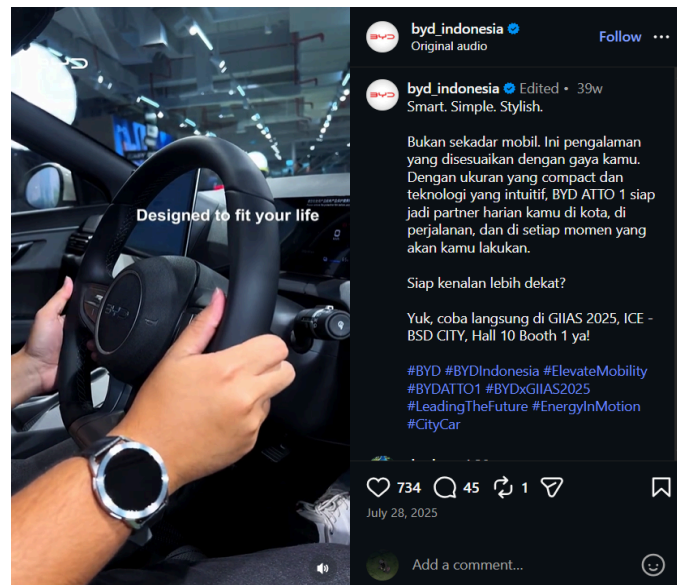 BYD
Designed to fit your life
BYD
byd_indonesia
Original audio
Follow
BYD
byd_indonesia Edited • 39w
Smart. Simple. Stylish.
Bukan sekadar mobil. Ini pengalaman
yang disesuaikan dengan gaya kamu.
Dengan ukuran yang compact dan
teknologi yang intuitif, BYD ATTO 1 siap
jadi partner harian kamu di kota, di
perjalanan, dan di setiap momen yang
akan kamu lakukan.
Siap kenalan lebih dekat?
Yuk, coba langsung di GIIAS 2025, ICE -
BSD CITY, Hall 10 Booth 1 ya!
#BYD #BYDIndonesia #ElevateMobility
#BYDATTO1 #BYDxGIIAS2025
#LeadingTheFuture #EnergyInMotion
#CityCar
734 45 1
July 28, 2025
Add a comment...